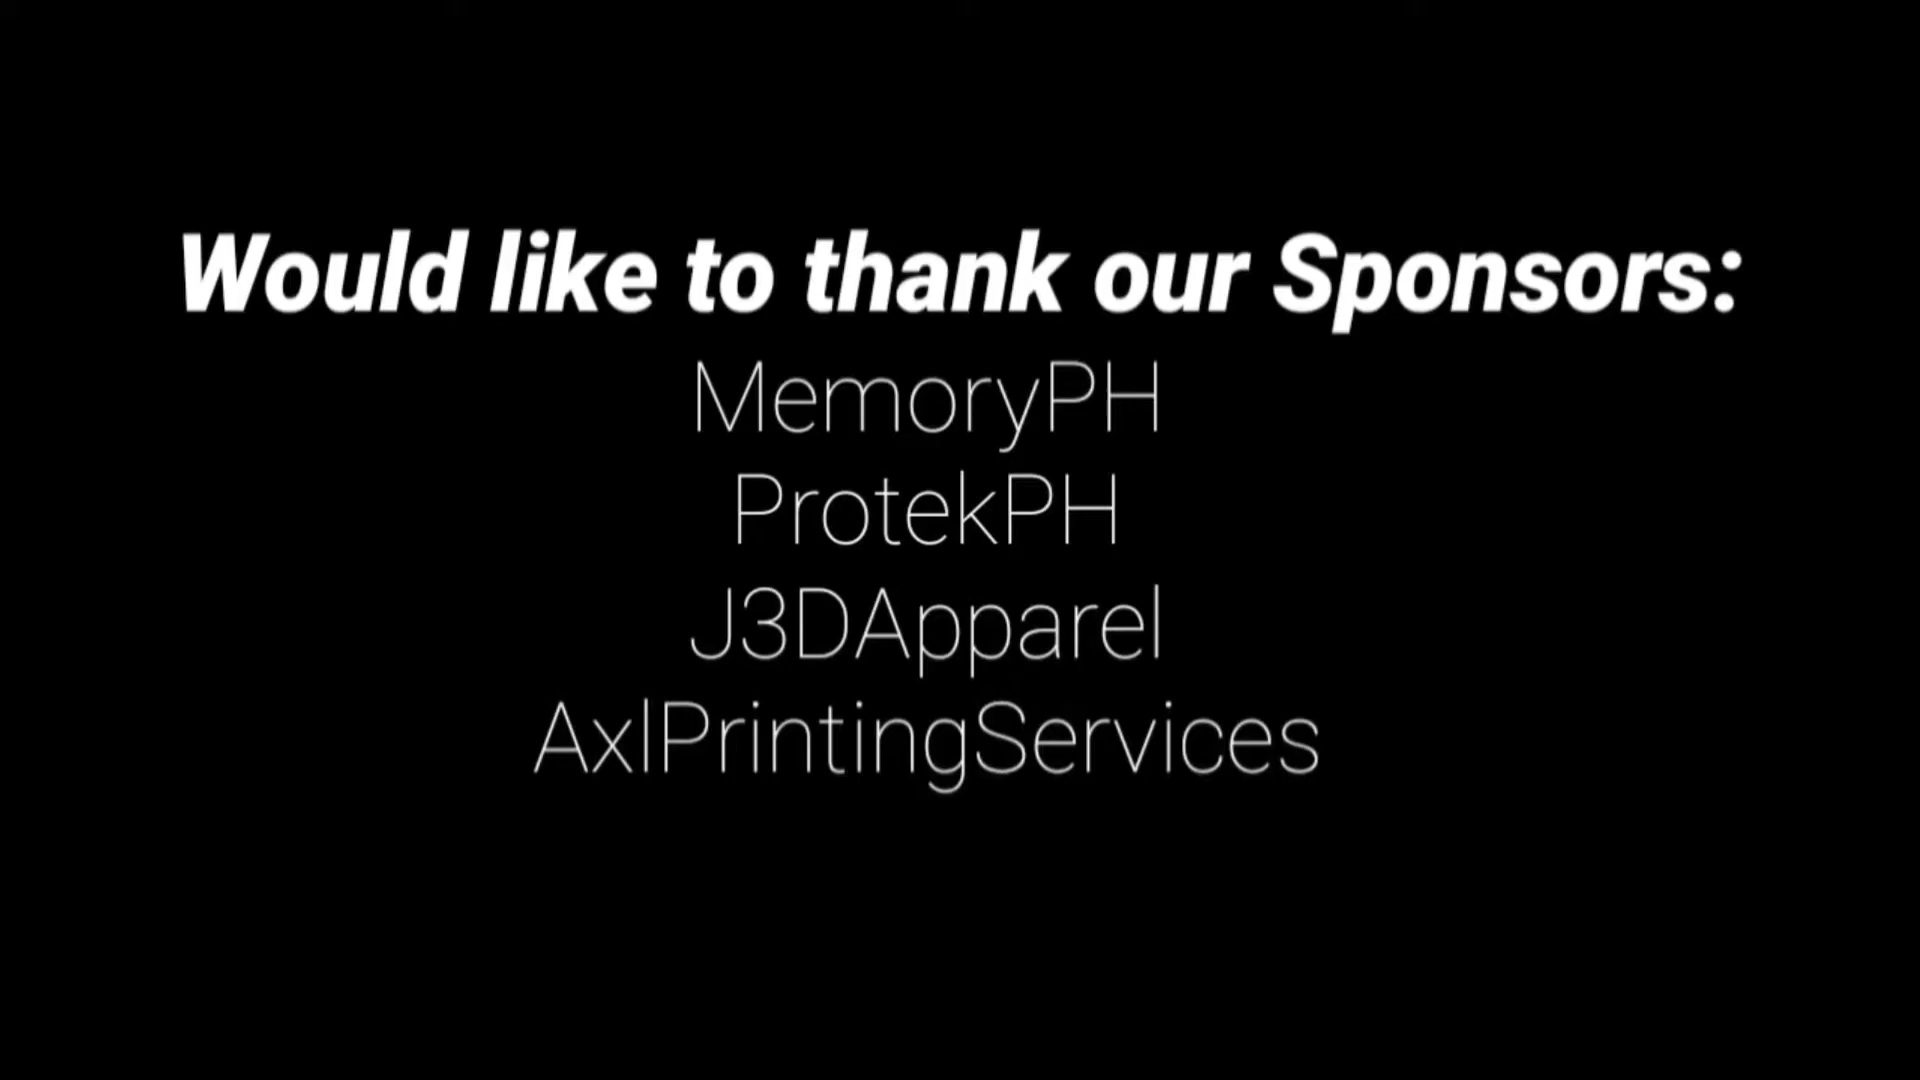 Would like to thank our Sponsors:
MemoryPH
ProtekPH
J3DApparel
AxlPrintingServices